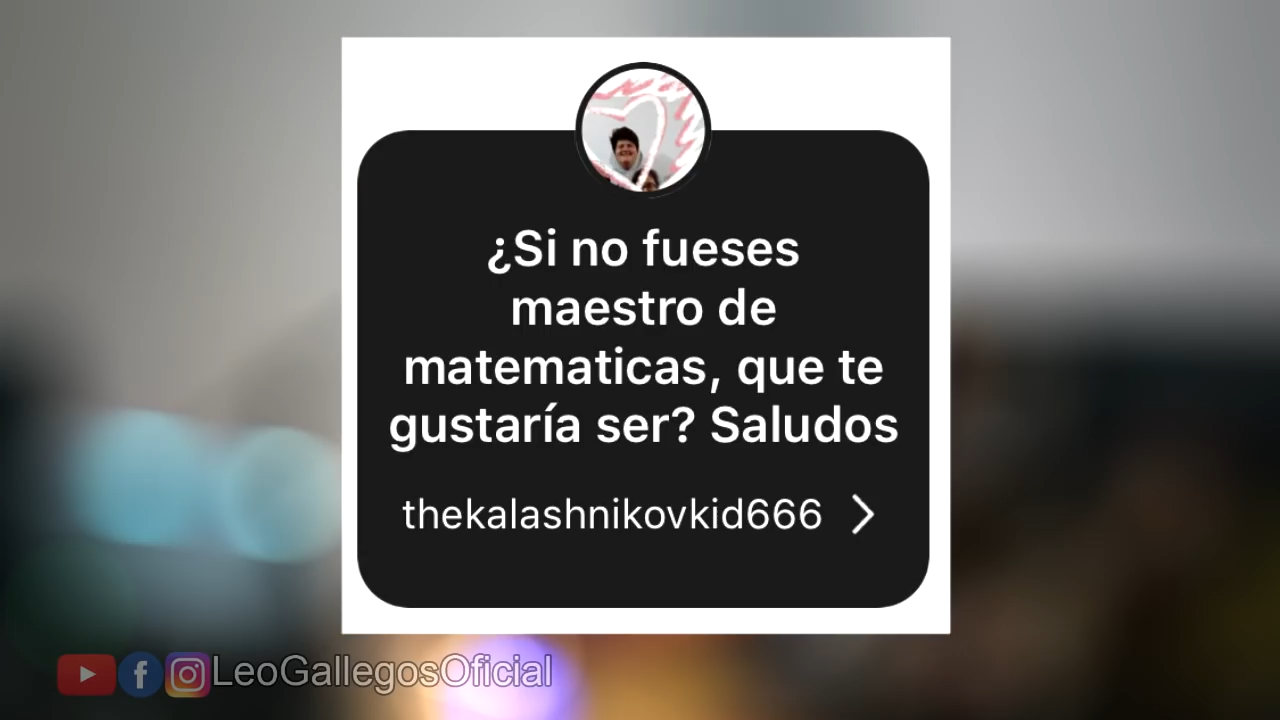 ¿Si no fueses
maestro de
matematicas, que te
gustaría ser? Saludos
thekalashnikovkid666
LeoGallegosOficial